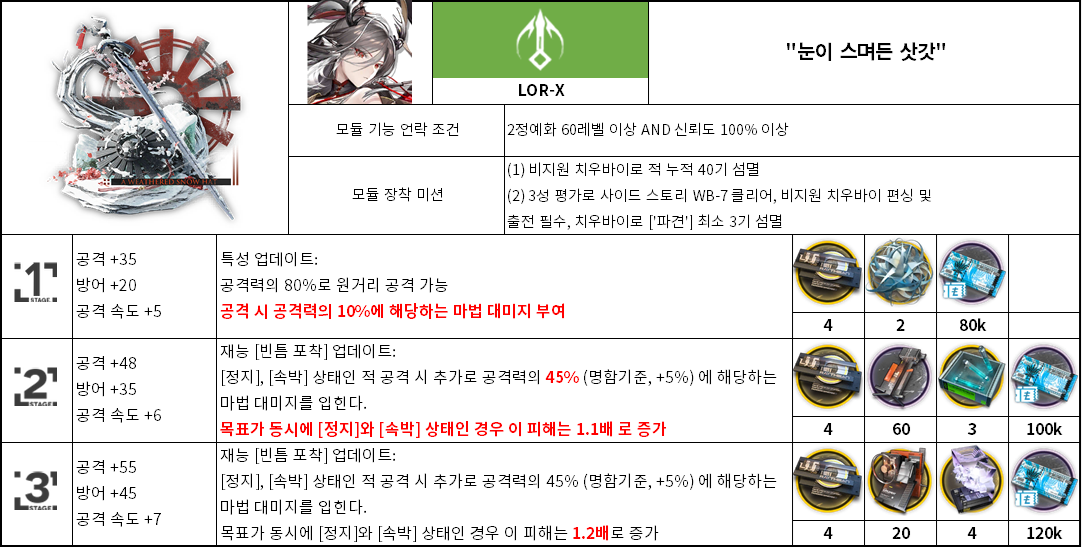 A WEATHERED SNOW HAT
LOR-X
"눈이 스며든 삿갓"
모듈 기능 언락 조건
2정예화 60레벨 이상 AND 신뢰도 100% 이상
모듈 장착 미션
(1) 비지원 치우바이로 적 누적 40기 섬멸
(2) 3성 평가로 사이드 스토리 WB-7 클리어, 비지원 치우바이 편싱 및
출전 필수, 치우바이로 ['파견'] 최소 3기 섬멸
1
STAGE.
공격 +35
방어 +20
공격 속도 +5
특성 업데이트:
공격력의 80%로 원거리 공격 가능
공격 시 공격력의 10%에 해당하는 마법 대미지 부여
4
2
80k
2
STAGE.
공격 +48
방어 +35
공격 속도 +6
재능 [빈틈 포착] 업데이트:
[정지], [속박] 상태인 적 공격 시 추가로 공격력의 45% (명함기준, +5%) 에 해당하는
마법 대미지를 입힌다.
목표가 동시에 [정지]와 [속박] 상태인 경우 이 피해는 1.1배 로 증가
4
60
3
100k
3
STAGE.
공격 +55
방어 +45
공격 속도 +7
재능 [빈틈 포착] 업데이트:
[정지], [속박] 상태인 적 공격 시 추가로 공격력의 45% (명함기준, +5%) 에 해당하는
마법 대미지를 입힌다.
목표가 동시에 [정지]와 [속박] 상태인 경우 이 피해는 1.2배로 증가
4
20
4
120k